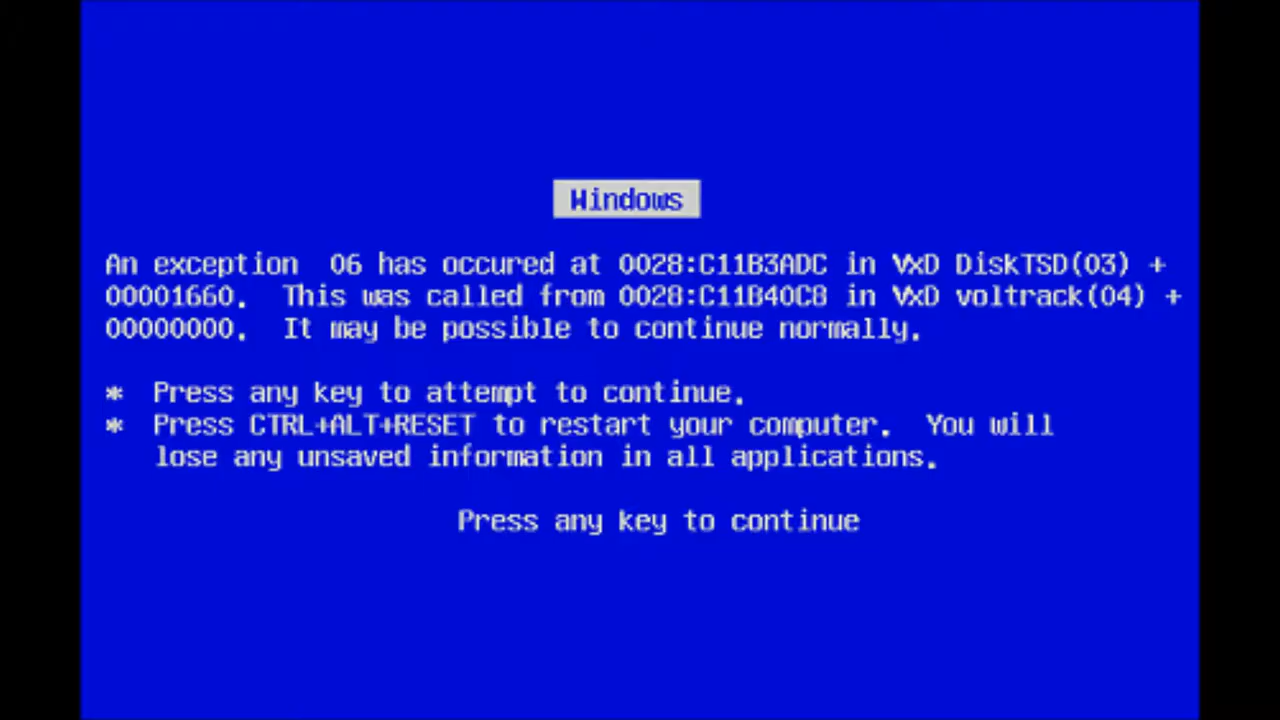 Windows
An exception  06 has occured at 0028:C11B3ADC in VxD DiskTSD(03) +
00001660.  This was called from 0028:C11B40C8 in VxD voltrack(04) +
00000000.  It may be possible to continue normally.
*  Press any key to attempt to continue.
*  Press CTRL+ALT+RESET to restart your computer.  You will
lose any unsaved information in all applications.
Press any key to continue